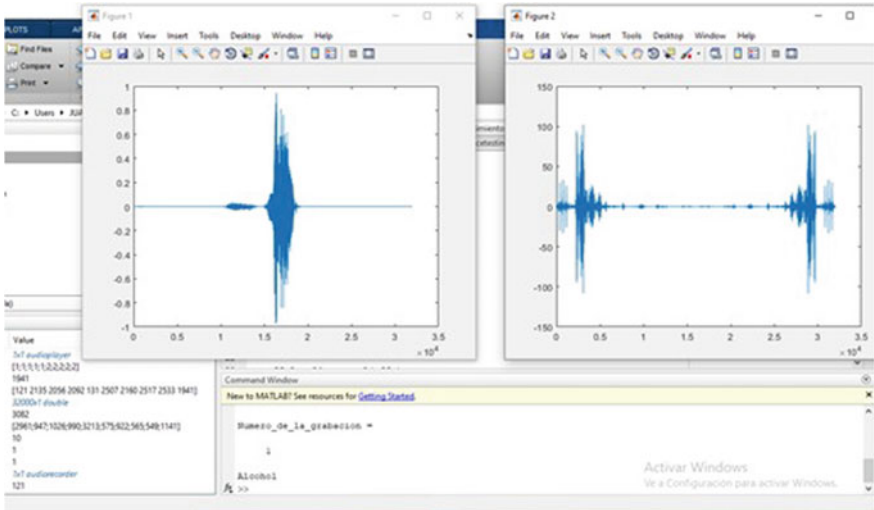 PLOTS
Find Files
Compare
Print
C: Users
Figure 1
File Edit View Insert Tools Desktop Window Help
1
0.8
0.6
0.4
0.2
0
-0.2
-0.4
-0.6
-0.8
-1
0 0.5 1 1.5 2 2.5 3 3.5
× 10^4
Figure 2
File Edit View Insert Tools Desktop Window Help
150
100
50
0
-50
-100
-150
0 0.5 1 1.5 2 2.5 3 3.5
× 10^4
Value
1x1 audioplayer
[1;1;1;1;1;2;2;2;2;2]
1941
[121 2135 2056 2092 131 2507 2160 2517 2533 1941]
32000x1 double
3082
[2961;947;1026;990;3213;575;922;565;549;1141]
10
1
1
1x1 audiorecorder
121
Command Window
New to MATLAB? See resources for Getting Started.
Numero_de_la_grabacion =
1
Alcohol
fx >>
Activar Windows
Ve a Configuración para activar Windows.